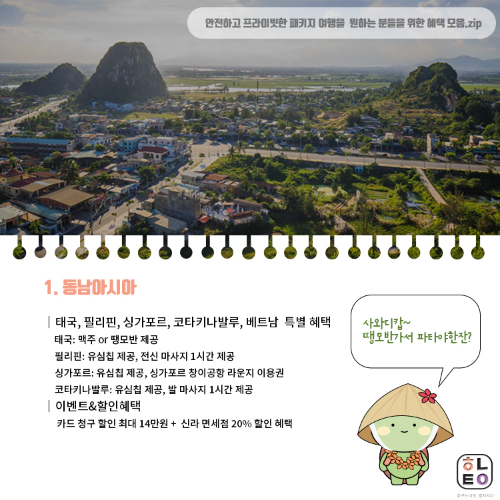 안전하고 프라이빗한 패키지 여행을 원하는 분들을 위한 혜택 모음.zip
1. 동남아시아
| 태국, 필리핀, 싱가포르, 코타키나발루, 베트남 특별 혜택
태국: 맥주 or 땡모반 제공
필리핀: 유심칩 제공, 전신 마사지 1시간 제공
싱가포르: 유심칩 제공, 싱가포르 창이공항 라운지 이용권
코타키나발루: 유심칩 제공, 발 마사지 1시간 제공
| 이벤트&할인혜택
카드 청구 할인 최대 14만원 + 신라 면세점 20% 할인 혜택
사와디캅~
땡모반가서 파타야한잔?